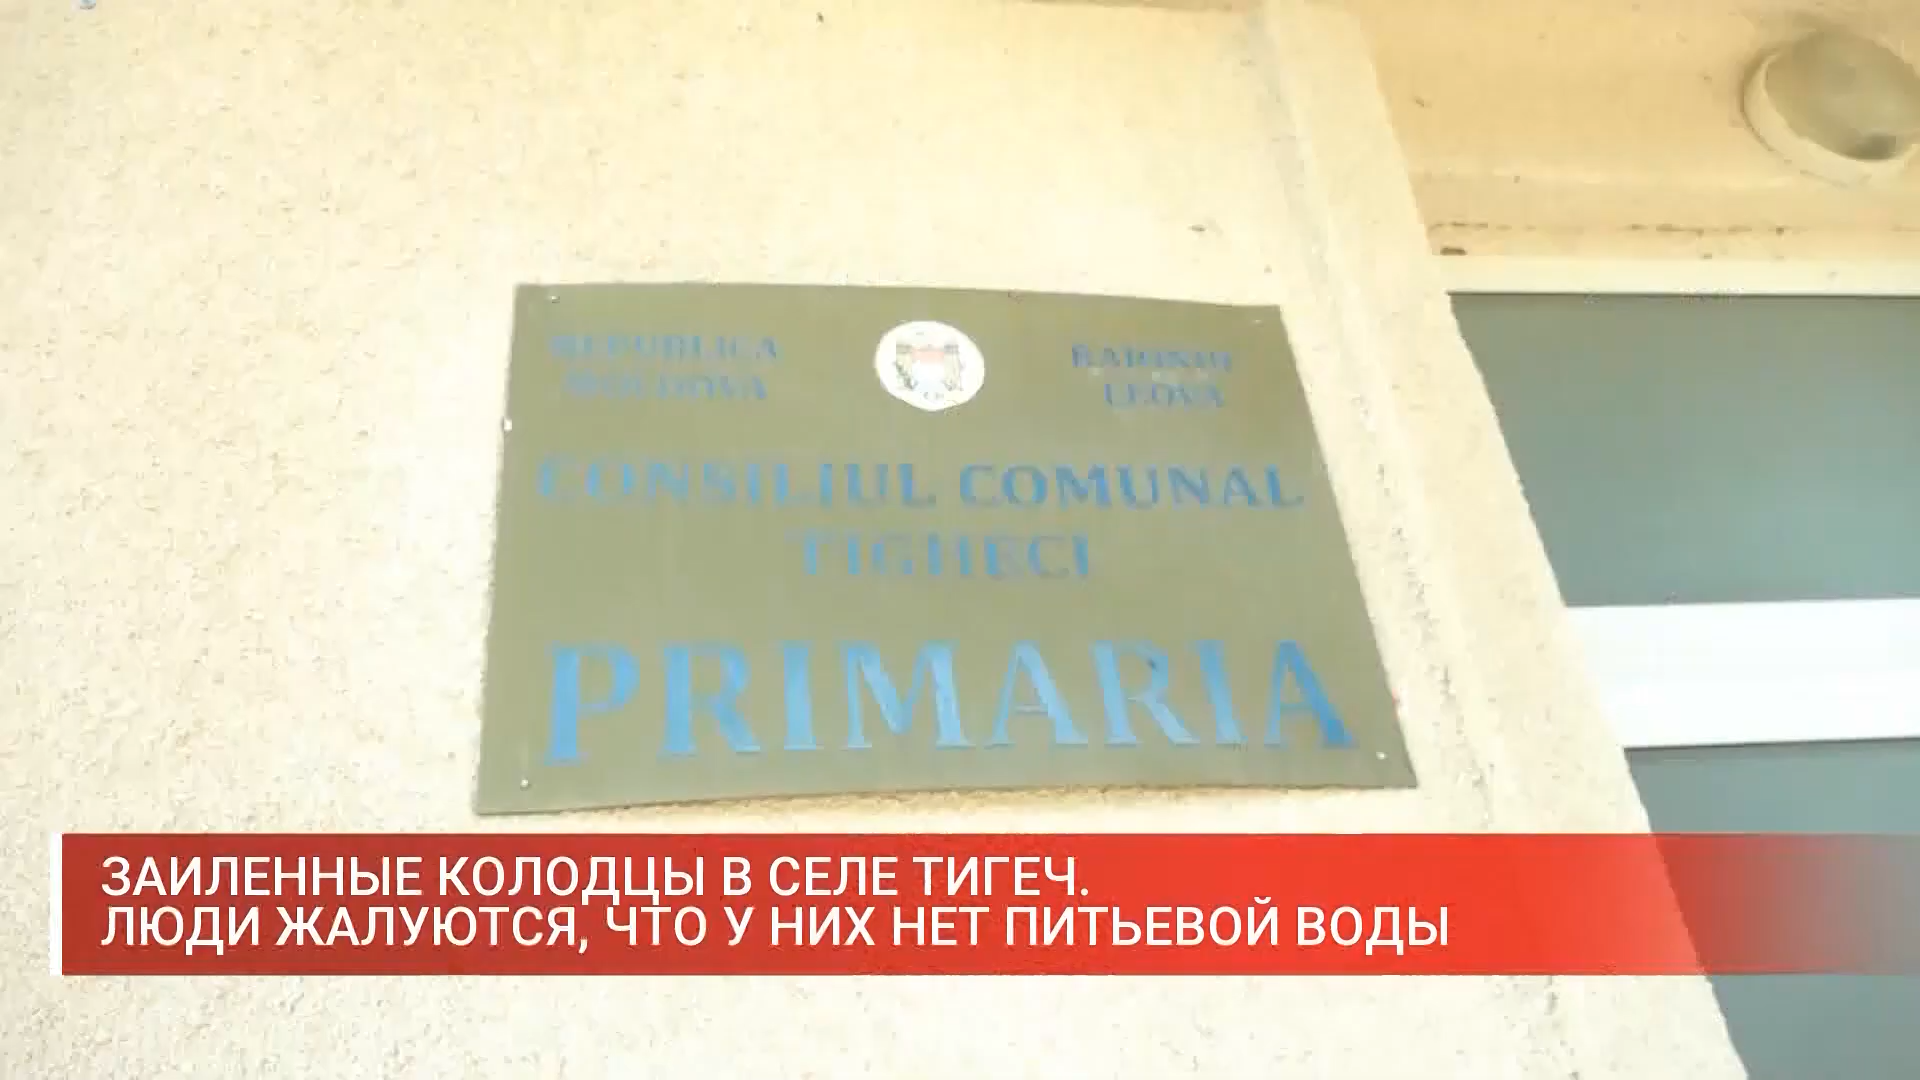 REPUBLICA
MOLDOVA
RAIONUL
LEOVA
CONSILIUL COMUNAL
TIGHECI
PRIMARIA
ЗАИЛЕННЫЕ КОЛОДЦЫ В СЕЛЕ ТИГЕЧ.
ЛЮДИ ЖАЛУЮТСЯ, ЧТО У НИХ НЕТ ПИТЬЕВОЙ ВОДЫ